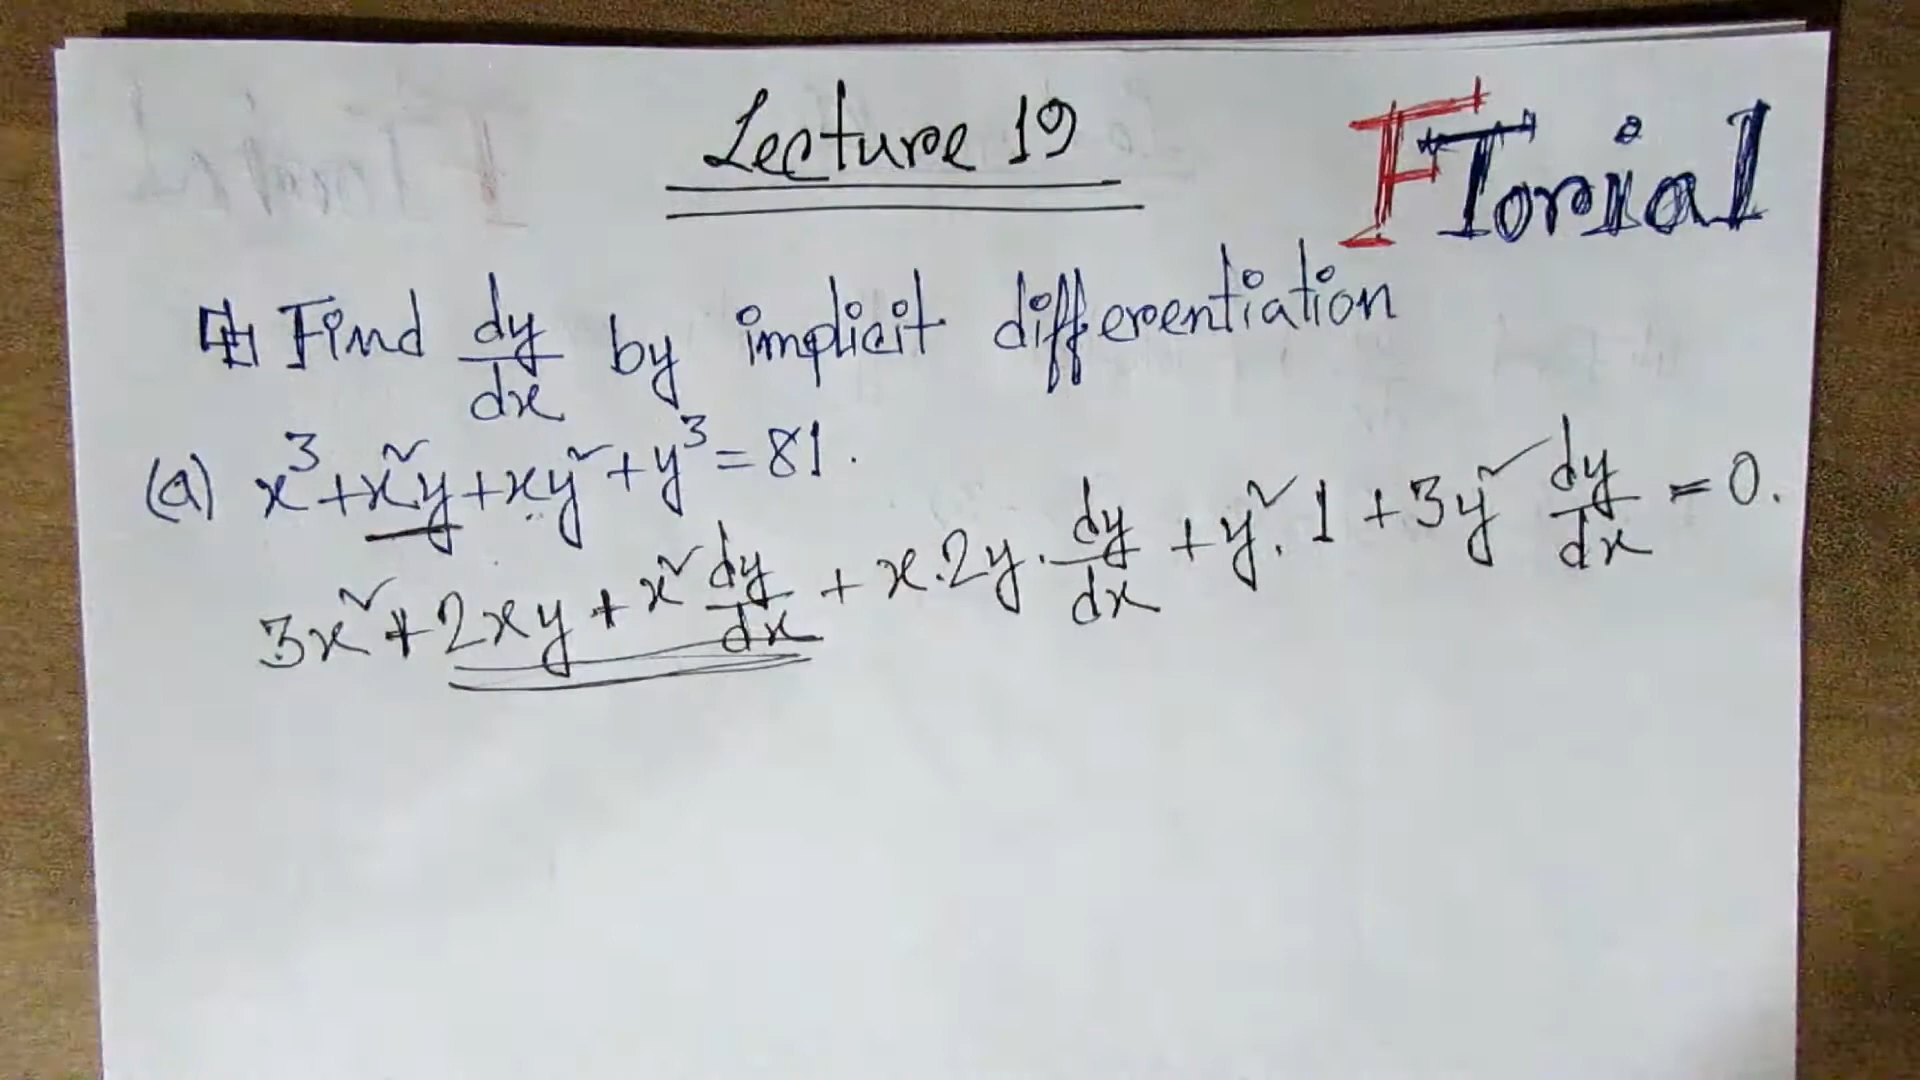 Lecture 19
FTorial
Find dy/dx by implicit differentiation
(a) x³+x²y+xy²+y³=81.
3x²+2xy+x² dy/dx + x.2y. dy/dx + y².1 + 3y² dy/dx = 0.